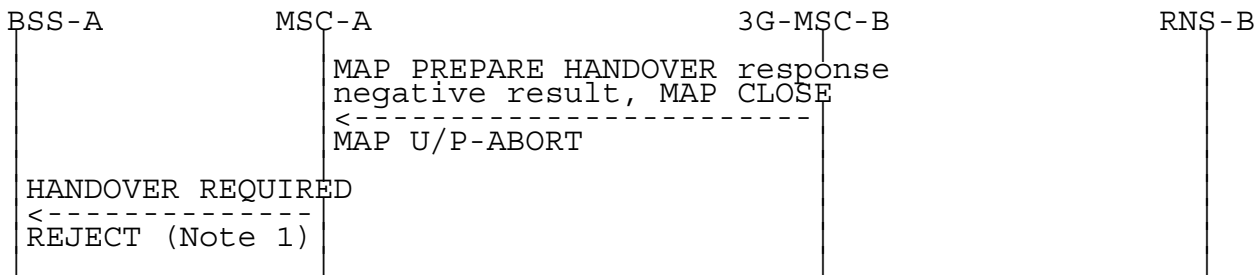 BSS-A MSC-A 3G-MSC-B RNS-B
MAP PREPARE HANDOVER response
negative result, MAP CLOSE
<-------------------------
MAP U/P-ABORT
HANDOVER REQUIRED
<---------------
REJECT (Note 1)